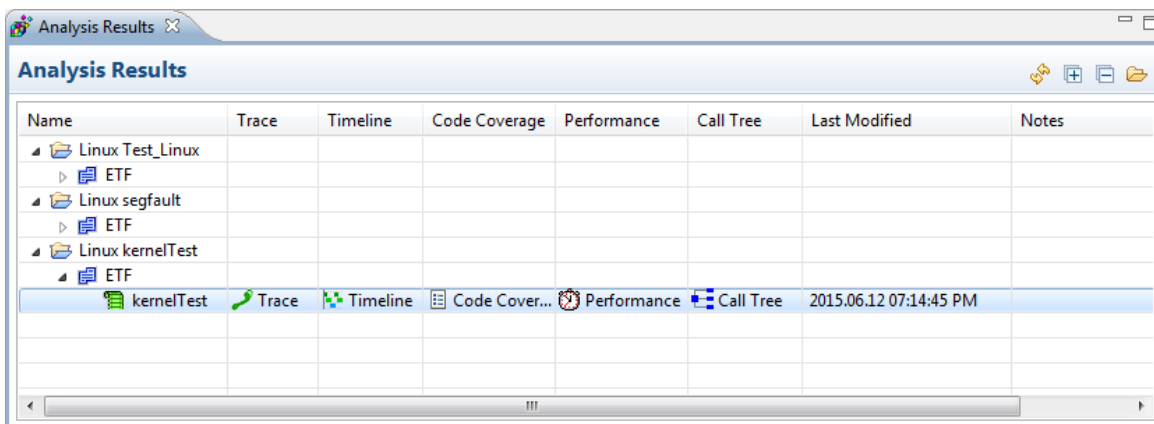 Analysis Results
Analysis Results
Name Trace Timeline Code Coverage Performance Call Tree Last Modified Notes
Linux Test_Linux
ETF
Linux segfault
ETF
Linux kernelTest
ETF
kernelTest Trace Timeline Code Cover... Performance Call Tree 2015.06.12 07:14:45 PM